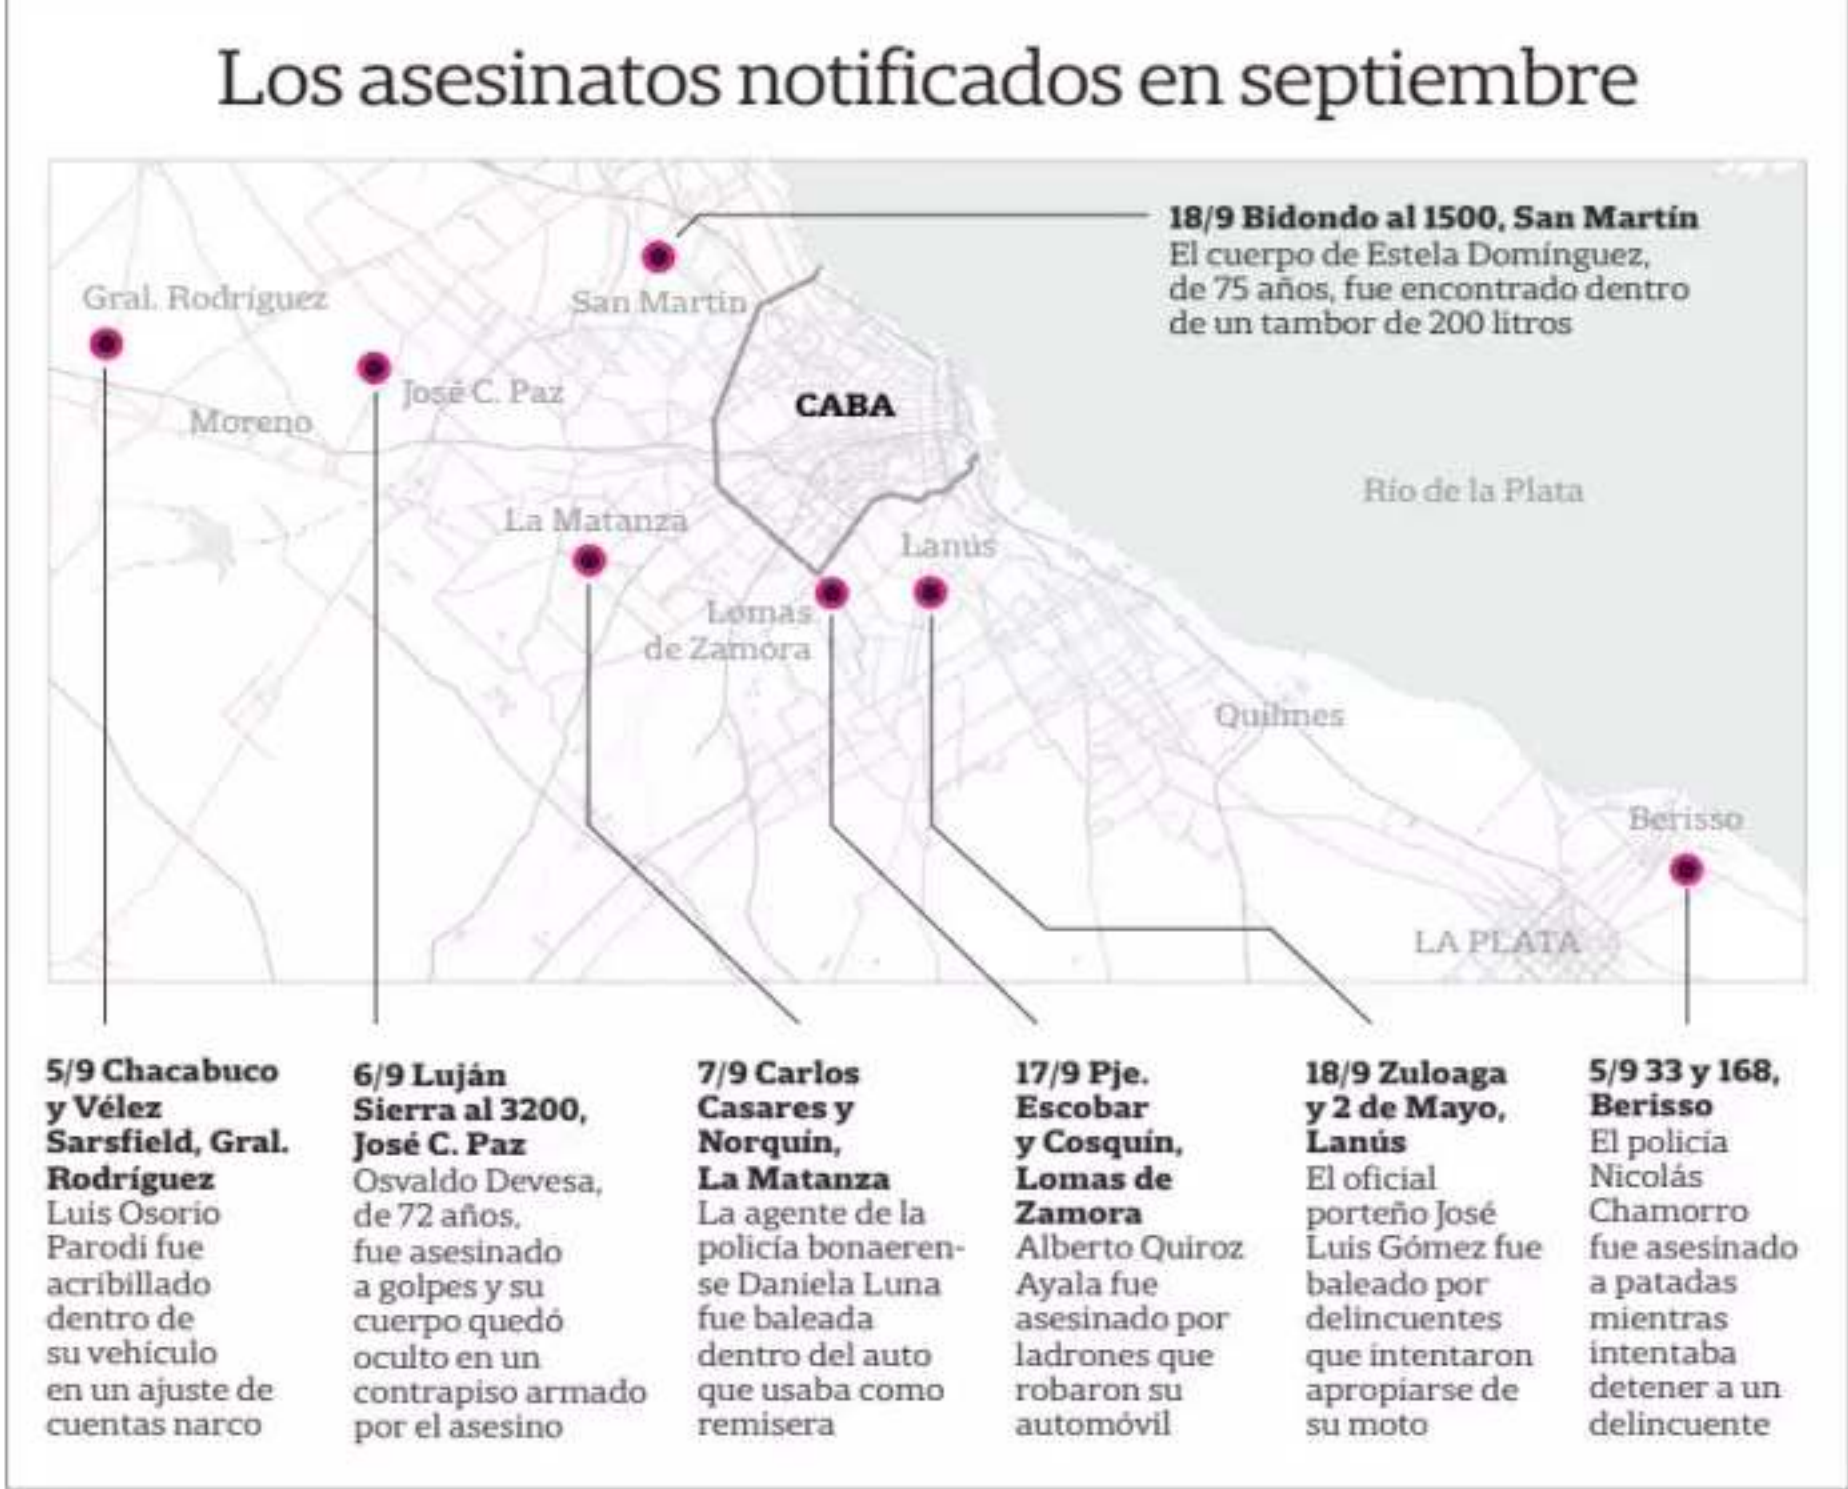 Los asesinatos notificados en septiembre
18/9 Bidondo al 1500, San Martín
El cuerpo de Estela Domínguez,
de 75 años, fue encontrado dentro
de un tambor de 200 litros
Gral. Rodríguez
San Martín
José C. Paz
Moreno
CABA
Río de la Plata
La Matanza
Lanús
Lomas
de Zamora
Quilmes
Berisso
LA PLATA
5/9 Chacabuco
y Vélez
Sarsfield, Gral.
Rodríguez
Luis Osorio
Parodi fue
acribillado
dentro de
su vehículo
en un ajuste de
cuentas narco
6/9 Luján
Sierra al 3200,
José C. Paz
Osvaldo Devesa,
de 72 años,
fue asesinado
a golpes y su
cuerpo quedó
oculto en un
contrapiso armado
por el asesino
7/9 Carlos
Casares y
Norquín,
La Matanza
La agente de la
policía bonaeren-
se Daniela Luna
fue baleada
dentro del auto
que usaba como
remisera
17/9 Pje.
Escobar
y Cosquín,
Lomas de
Zamora
Alberto Quiroz
Ayala fue
asesinado por
ladrones que
robaron su
automóvil
18/9 Zuloaga
y 2 de Mayo,
Lanús
El oficial
porteño José
Luis Gómez fue
baleado por
delincuentes
que intentaron
apropiarse de
su moto
5/9 33 y 168,
Berisso
El policía
Nicolás
Chamorro
fue asesinado
a patadas
mientras
intentaba
detener a un
delincuente